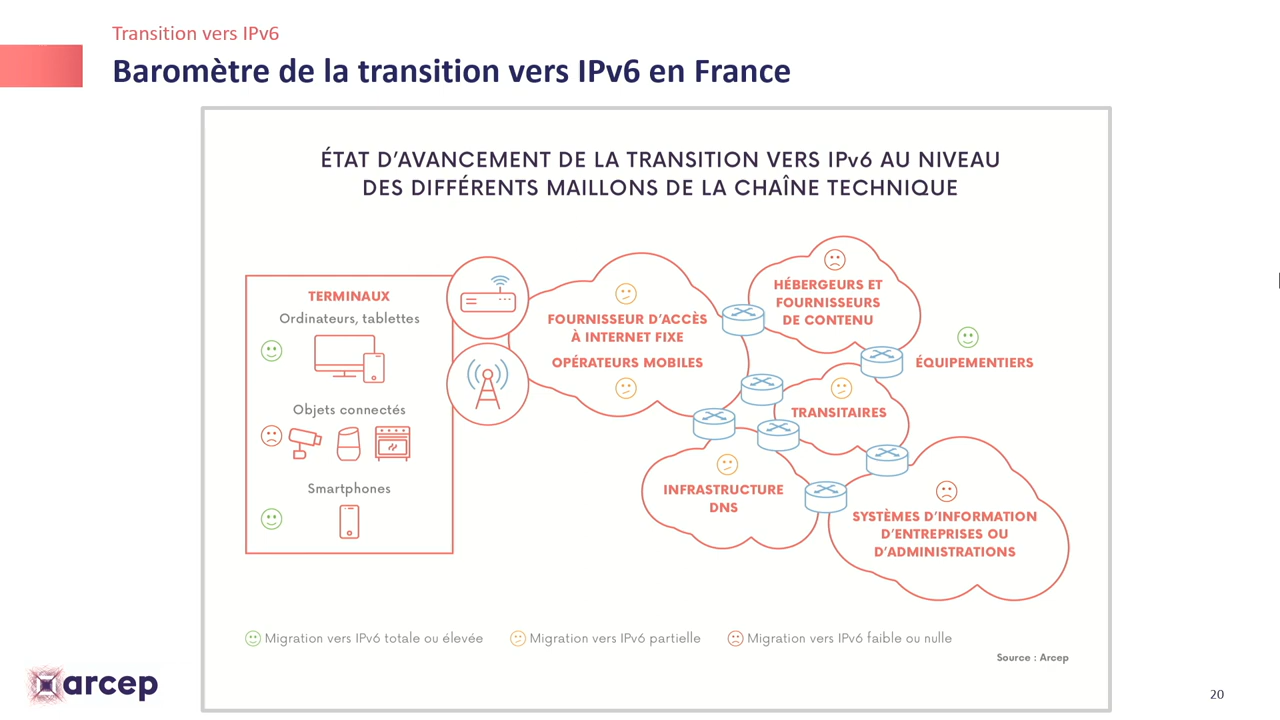 Transition vers IPv6
Baromètre de la transition vers IPv6 en France
ÉTAT D’AVANCEMENT DE LA TRANSITION VERS IPv6 AU NIVEAU
DES DIFFÉRENTS MAILLONS DE LA CHAÎNE TECHNIQUE
TERMINAUX
Ordinateurs, tablettes
Objets connectés
Smartphones
FOURNISSEUR D’ACCÈS
À INTERNET FIXE
OPÉRATEURS MOBILES
HÉBERGEURS ET
FOURNISSEURS
DE CONTENU
ÉQUIPEMENTIERS
TRANSITAIRES
INFRASTRUCTURE
DNS
SYSTÈMES D’INFORMATION
D’ENTREPRISES OU
D’ADMINISTRATIONS
Migration vers IPv6 totale ou élevée
Migration vers IPv6 partielle
Migration vers IPv6 faible ou nulle
Source : Arcep
arcep
20